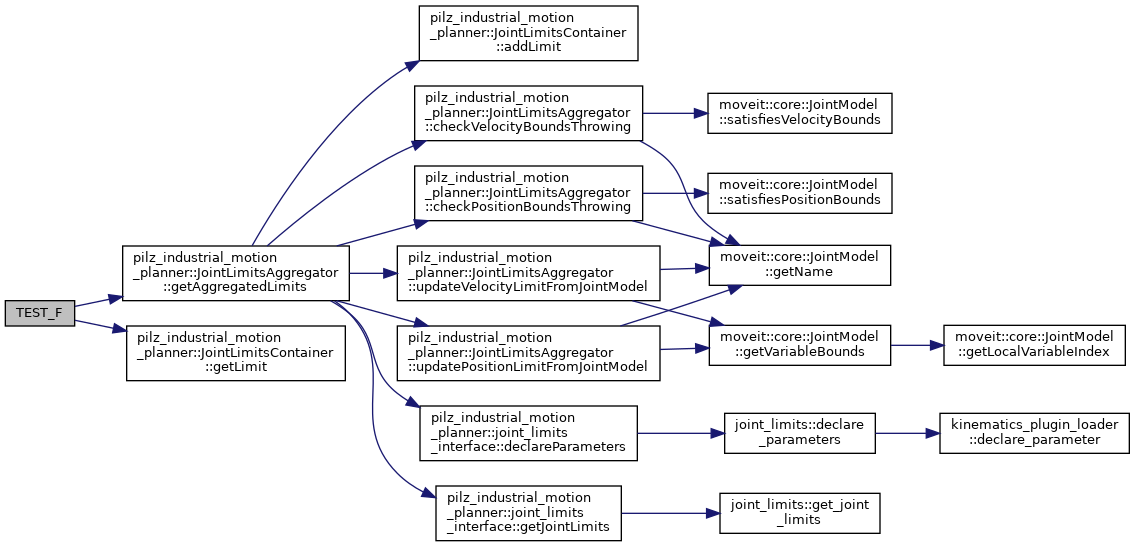 pilz_industrial_motion
_planner::JointLimitsContainer
::addLimit
pilz_industrial_motion
_planner::JointLimitsAggregator
::checkVelocityBoundsThrowing
moveit::core::JointModel
::satisfiesVelocityBounds
pilz_industrial_motion
_planner::JointLimitsAggregator
::checkPositionBoundsThrowing
moveit::core::JointModel
::satisfiesPositionBounds
pilz_industrial_motion
_planner::JointLimitsAggregator
::getAggregatedLimits
pilz_industrial_motion
_planner::JointLimitsAggregator
::updateVelocityLimitFromJointModel
moveit::core::JointModel
::getName
TEST_F
pilz_industrial_motion
_planner::JointLimitsContainer
::getLimit
pilz_industrial_motion
_planner::JointLimitsAggregator
::updatePositionLimitFromJointModel
moveit::core::JointModel
::getVariableBounds
moveit::core::JointModel
::getLocalVariableIndex
pilz_industrial_motion
_planner::joint_limits
_interface::declareParameters
joint_limits::declare
_parameters
kinematics_plugin_loader
::declare_parameter
pilz_industrial_motion
_planner::joint_limits
_interface::getJointLimits
joint_limits::get_joint
_limits